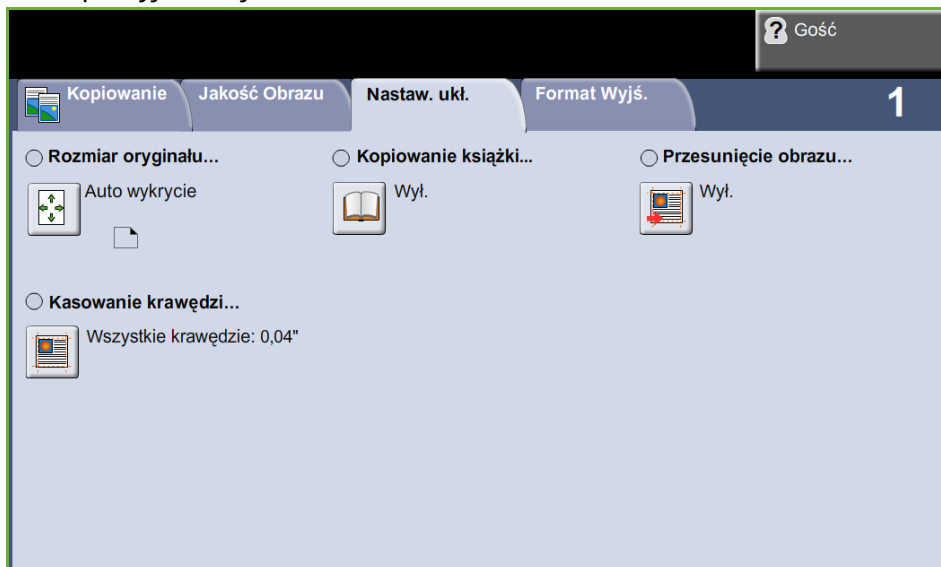 Gość
Kopiowanie Jakość Obrazu Nastaw. ukł. Format Wyjś. 1
Rozmiar oryginału... Kopiowanie książki... Przesunięcie obrazu...
Auto wykrycie Wył. Wył.
Kasowanie krawędzi...
Wszystkie krawędzie: 0,04"